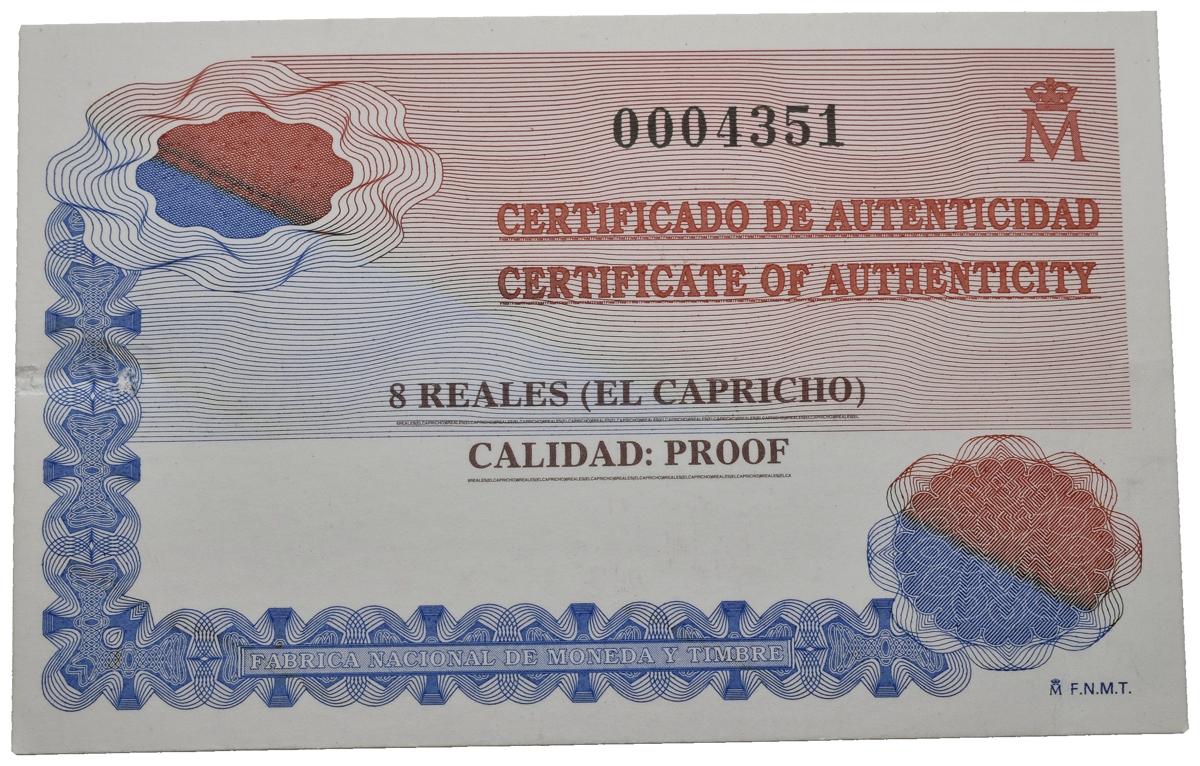 0004351
M
CERTIFICADO DE AUTENTICIDAD
CERTIFICATE OF AUTHENTICITY
8 REALES (EL CAPRICHO)
CALIDAD: PROOF
FABRICA NACIONAL DE MONEDA Y TIMBRE
M F.N.M.T.